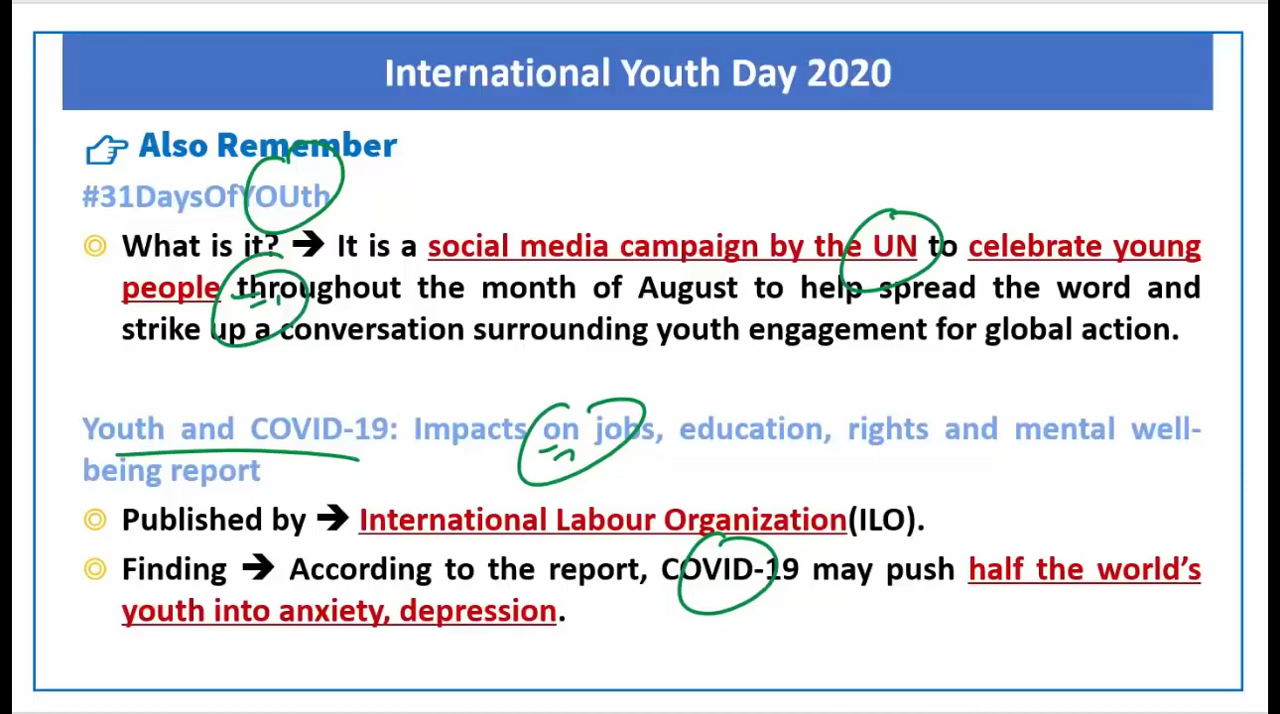 International Youth Day 2020
Also Remember
#31DaysOfYOUth
What is it? ➔ It is a social media campaign by the UN to celebrate young
people throughout the month of August to help spread the word and
strike up a conversation surrounding youth engagement for global action.
Youth and COVID-19: Impacts on jobs, education, rights and mental well-
being report
Published by ➔ International Labour Organization(ILO).
Finding ➔ According to the report, COVID-19 may push half the world's
youth into anxiety, depression.